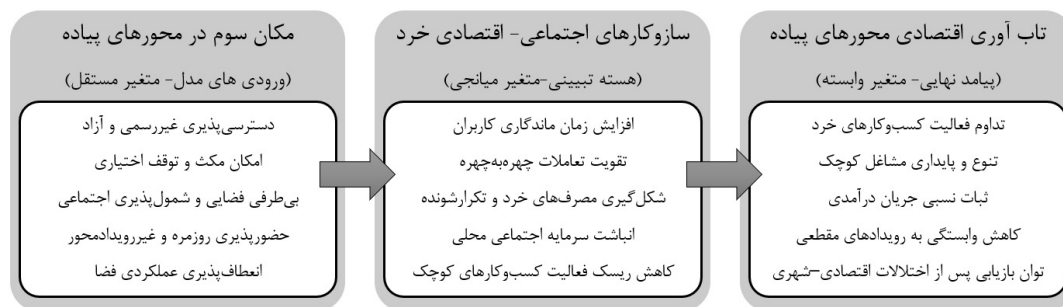 مکان سوم در محورهای پیاده
(ورودی های مدل- متغیر مستقل)
دسترسی‌پذیری غیررسمی و آزاد
امکان مکث و توقف اختیاری
بی‌طرفی فضایی و شمول‌پذیری اجتماعی
حضورپذیری روزمره و غیررویدادمحور
انعطاف‌پذیری عملکردی فضا
سازوکارهای اجتماعی- اقتصادی خرد
(هسته تبیینی-متغیر میانجی)
افزایش زمان ماندگاری کاربران
تقویت تعاملات چهره‌به‌چهره
شکل‌گیری مصرف‌های خرد و تکرارشونده
انباشت سرمایه اجتماعی محلی
کاهش ریسک فعالیت کسب‌وکارهای کوچک
تاب آوری اقتصادی محورهای پیاده
(پیامد نهایی- متغیر وابسته)
تداوم فعالیت کسب‌وکارهای خرد
تنوع و پایداری مشاغل کوچک
ثبات نسبی جریان درآمدی
کاهش وابستگی به رویدادهای مقطعی
توان بازیابی پس از اختلالات اقتصادی–شهری